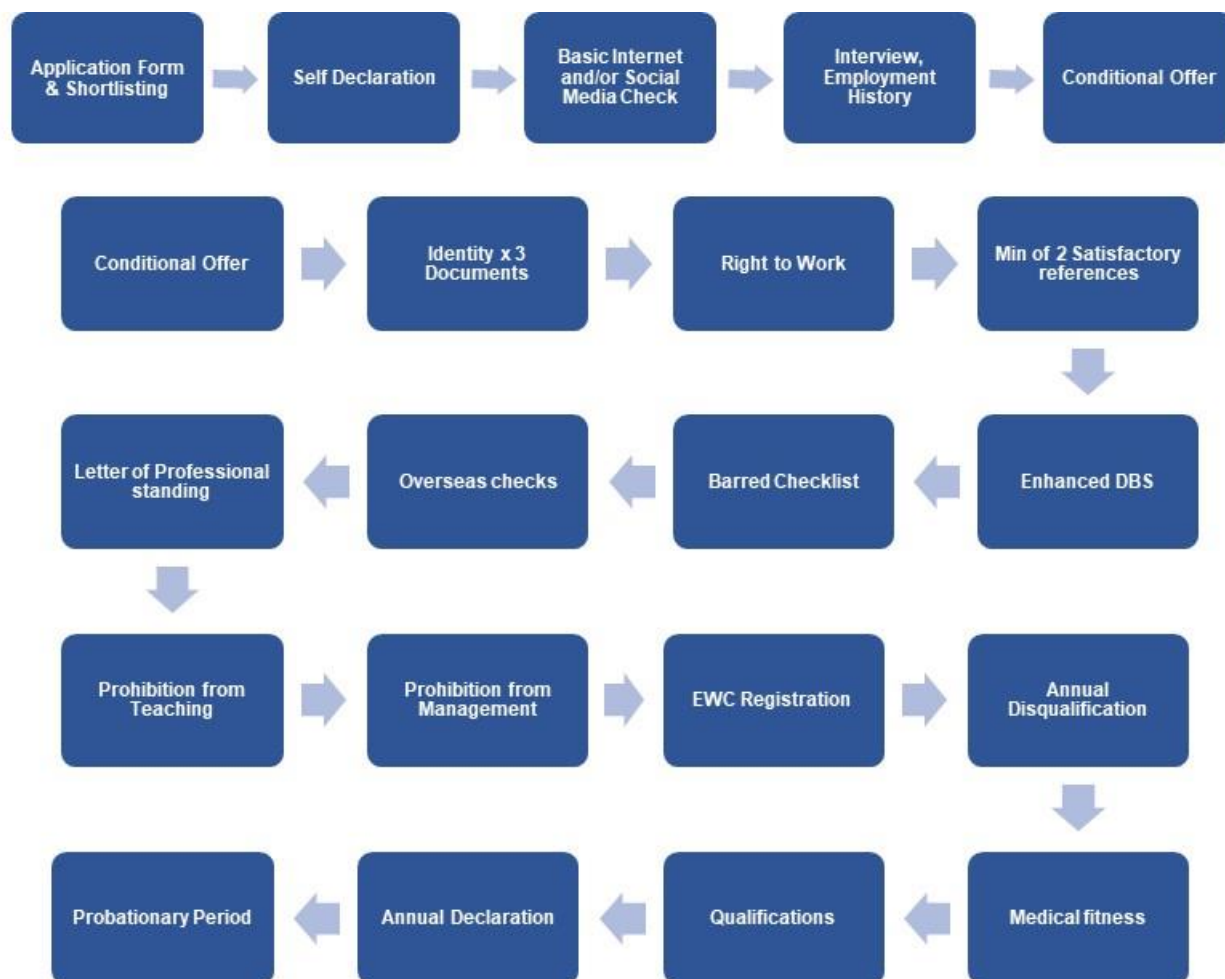 Application Form
& Shortlisting
Self Declaration
Basic Internet
and/or Social
Media Check
Interview,
Employment
History
Conditional Offer
Conditional Offer
Identity x 3
Documents
Right to Work
Min of 2 Satisfactory
references
Enhanced DBS
Barred Checklist
Overseas checks
Letter of Professional
standing
Prohibition from
Teaching
Prohibition from
Management
EWC Registration
Annual
Disqualification
Medical fitness
Qualifications
Annual Declaration
Probationary Period